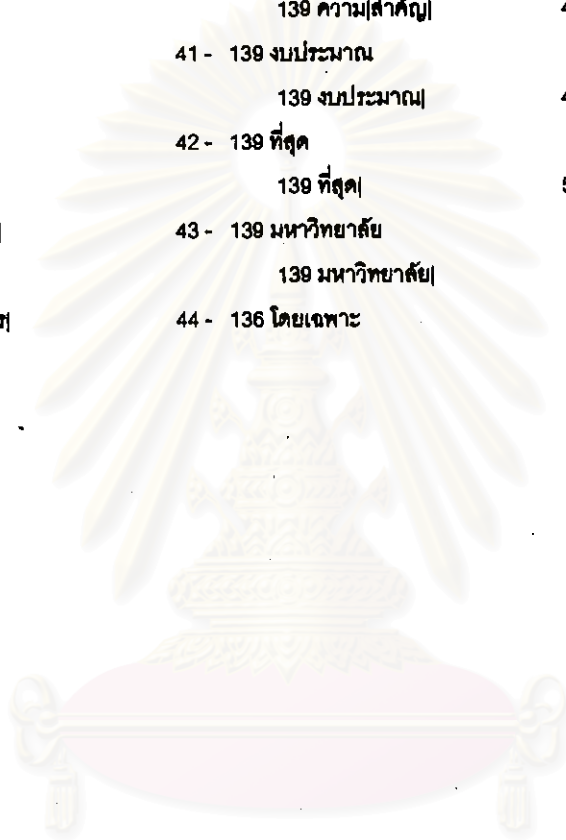 139 ความ|สำคัญ|
41 - 139 งบประมาณ
139 งบประมาณ|
42 - 139 ที่สุด
139 ที่สุด|
43 - 139 มหาวิทยาลัย
139 มหาวิทยาลัย|
44 - 136 โดยเฉพาะ